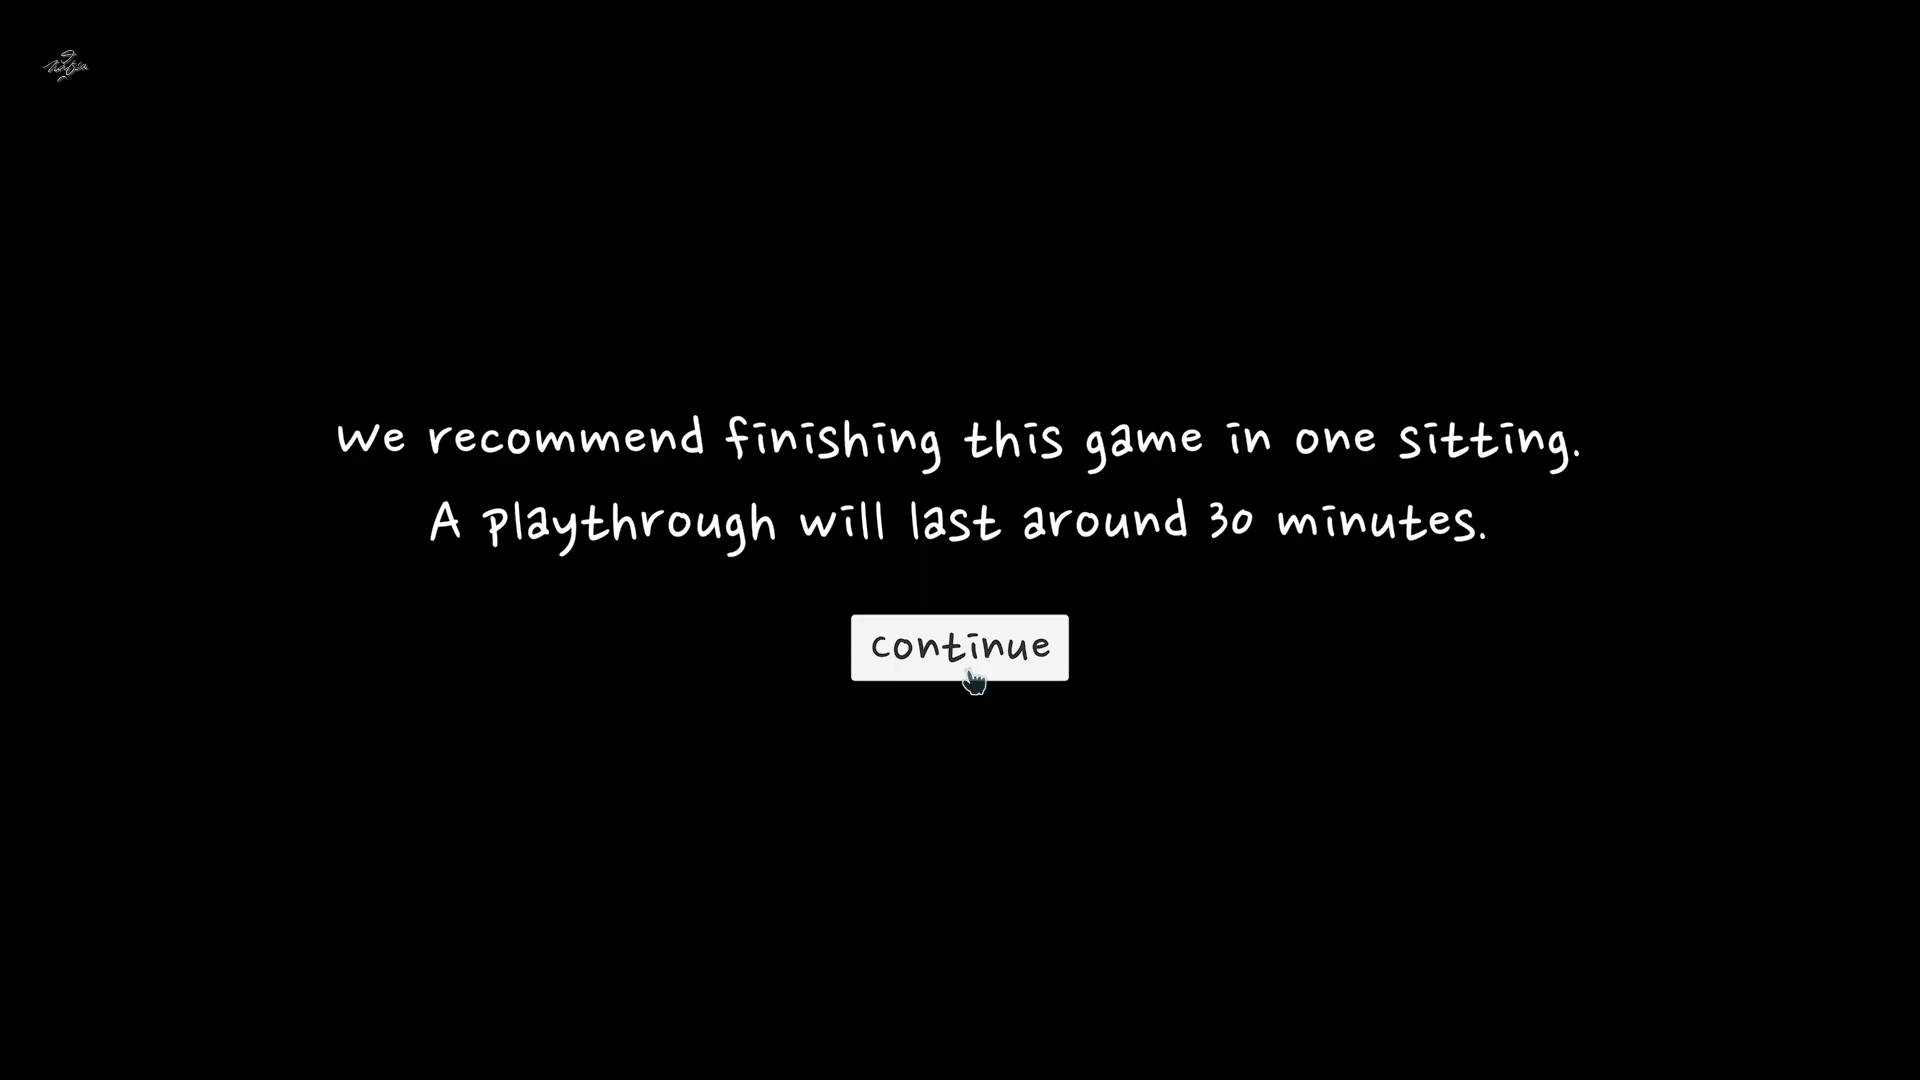 We recommend finishing this game in one sitting.
A playthrough will last around 30 minutes.
continue